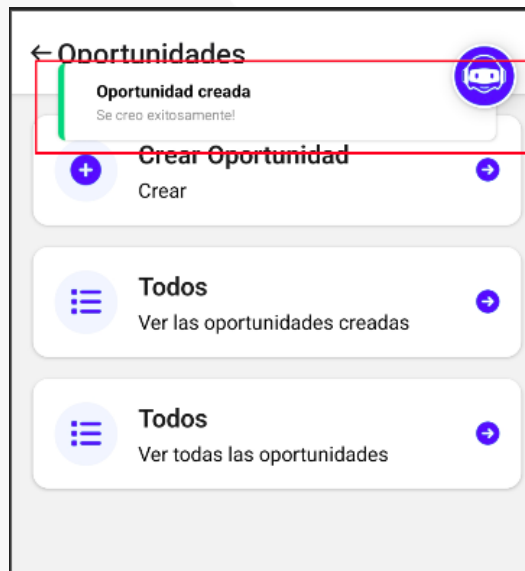 Oportunidades
Oportunidad creada
Se creo exitosamente!
Crear Oportunidad
Crear
Todos
Ver las oportunidades creadas
Todos
Ver todas las oportunidades